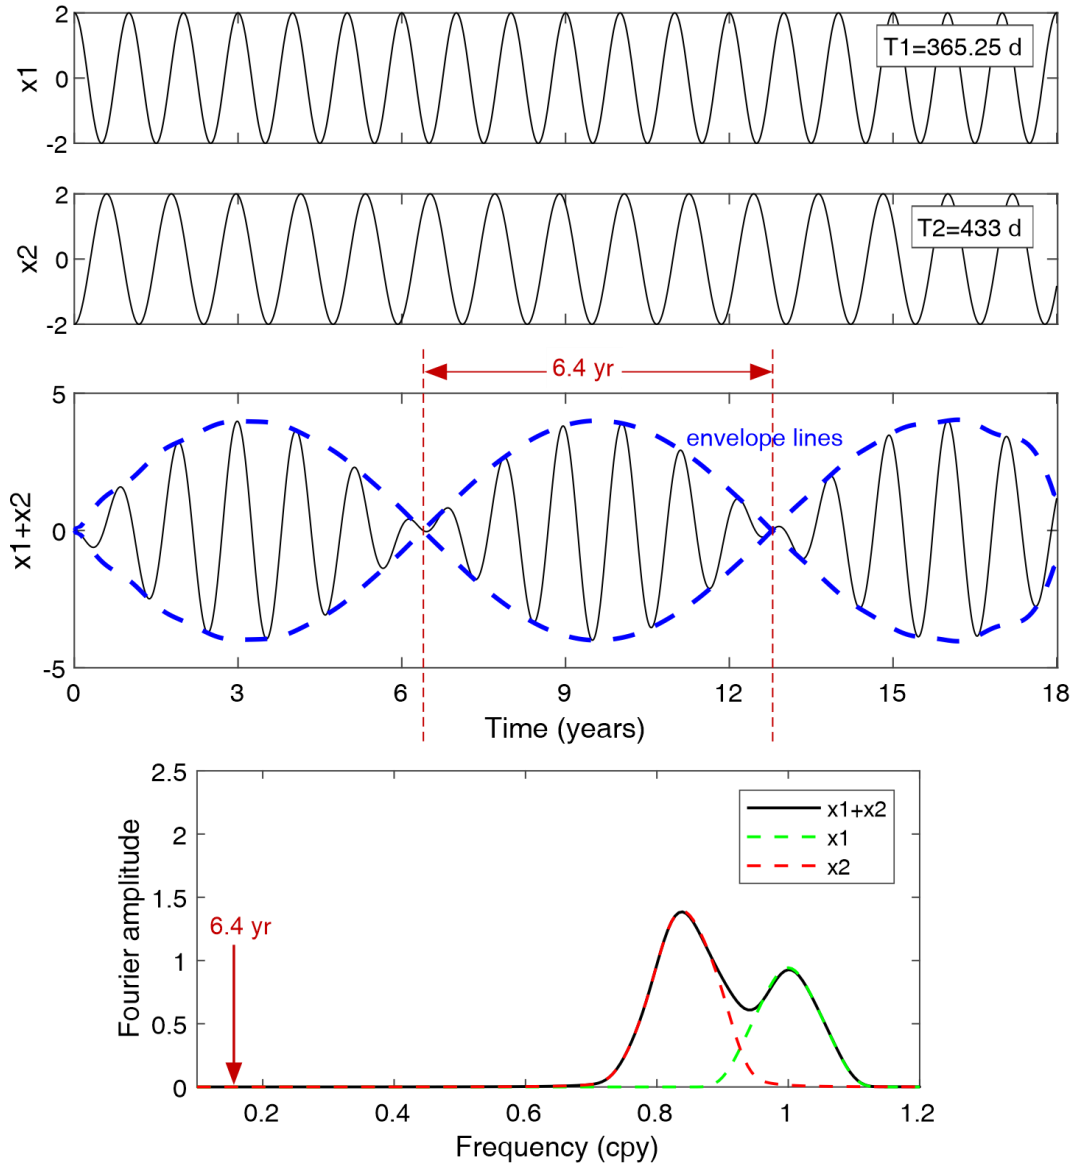 2
0
-2
x1
T1=365.25 d
2
0
-2
x2
T2=433 d
6.4 yr
5
0
-5
x1+x2
envelope lines
0 3 6 9 12 15 18
Time (years)
2.5
2
1.5
1
0.5
0
Fourier amplitude
x1+x2
x1
x2
6.4 yr
0.2 0.4 0.6 0.8 1 1.2
Frequency (cpy)